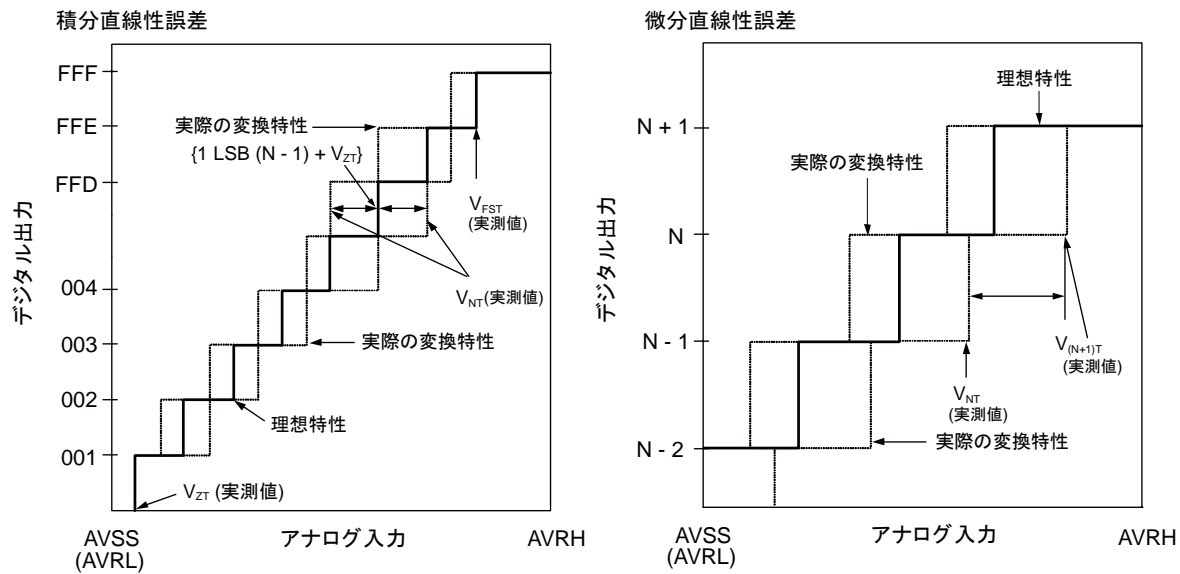 積分直線性誤差
FFF
FFE
FFD
004
003
002
001
デジタル出力
実際の変換特性
{1 LSB (N - 1) + VZT}
VFST
(実測値)
VNT(実測値)
実際の変換特性
理想特性
VZT (実測値)
AVSS
(AVRL)
アナログ入力
AVRH
微分直線性誤差
N + 1
N
N - 1
N - 2
デジタル出力
理想特性
実際の変換特性
V(N+1)T
(実測値)
VNT
(実測値)
実際の変換特性
AVSS
(AVRL)
アナログ入力
AVRH